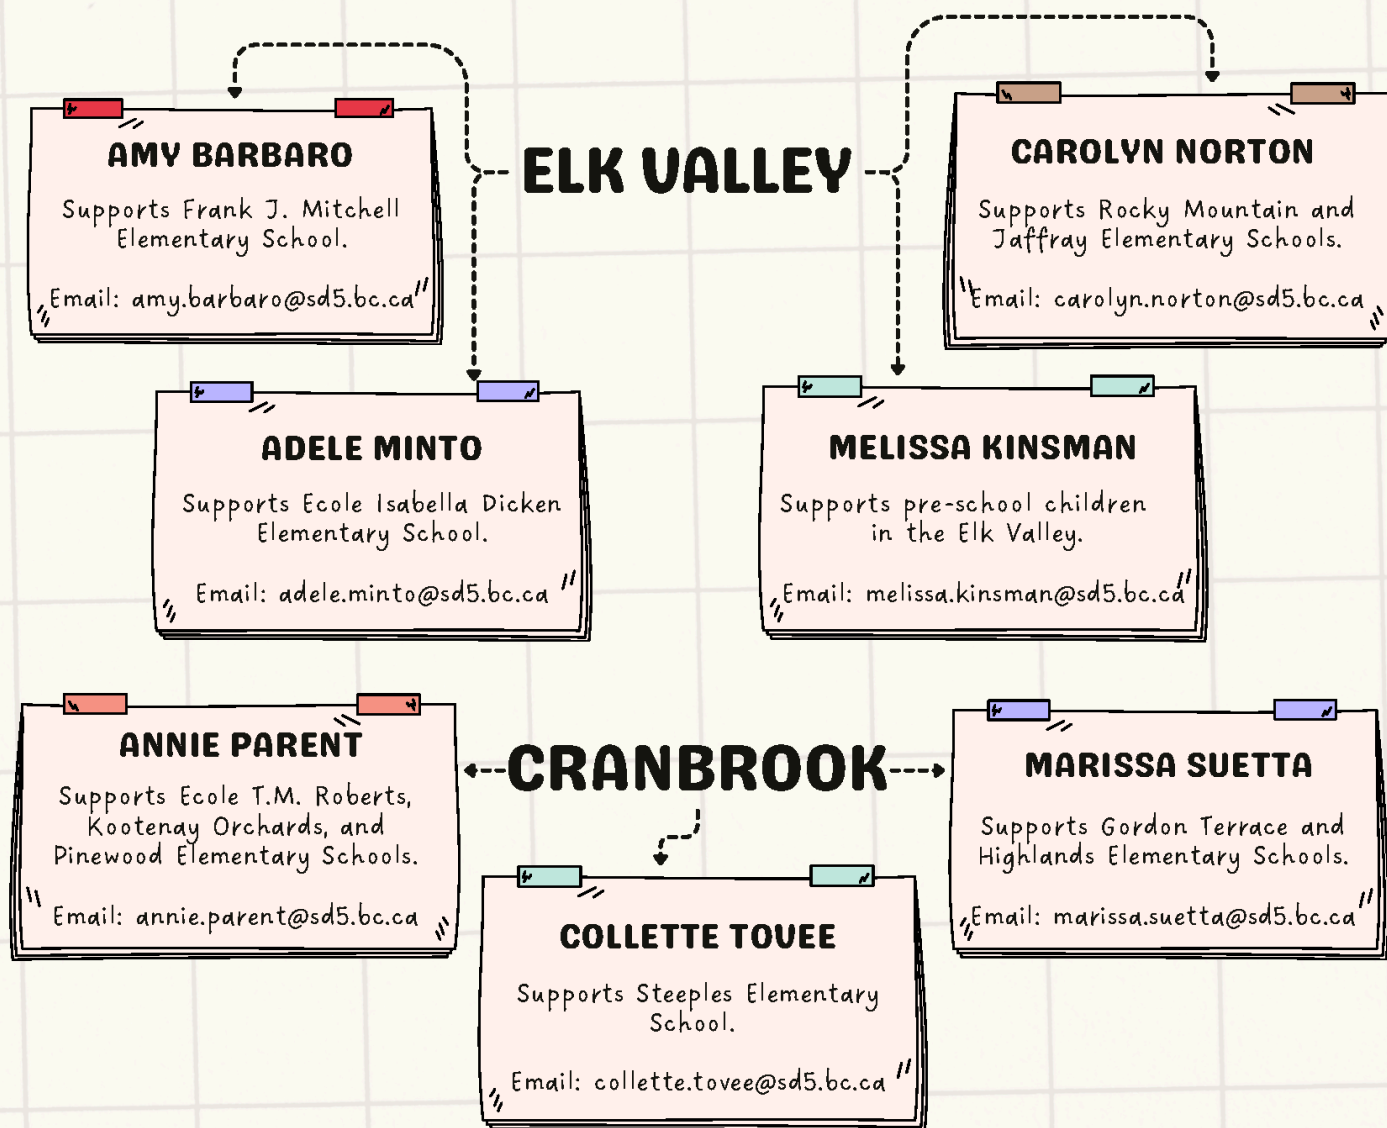 ELK VALLEY
AMY BARBARO
Supports Frank J. Mitchell
Elementary School.
Email: amy.barbaro@sd5.bc.ca
CAROLYN NORTON
Supports Rocky Mountain and
Jaffray Elementary Schools.
Email: carolyn.norton@sd5.bc.ca
ADELE MINTO
Supports Ecole Isabella Dicken
Elementary School.
Email: adele.minto@sd5.bc.ca
MELISSA KINSMAN
Supports pre-school children
in the Elk Valley.
Email: melissa.kinsman@sd5.bc.ca
CRANBROOK
ANNIE PARENT
Supports Ecole T.M. Roberts,
Kootenay Orchards, and
Pinewood Elementary Schools.
Email: annie.parent@sd5.bc.ca
MARISSA SUETTA
Supports Gordon Terrace and
Highlands Elementary Schools.
Email: marissa.suetta@sd5.bc.ca
COLLETTE TOVEE
Supports Steeples Elementary
School.
Email: collette.tovee@sd5.bc.ca